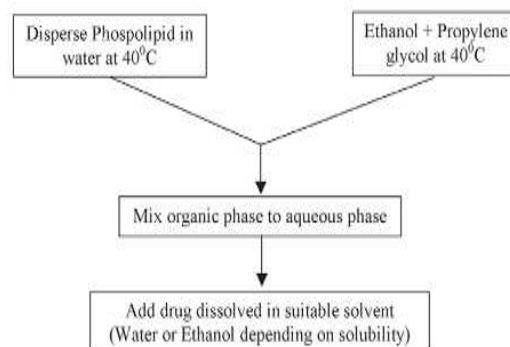 Disperse Phospolipid in
water at 40⁰C
Ethanol + Propylene
glycol at 40⁰C
Mix organic phase to aqueous phase
Add drug dissolved in suitable solvent
(Water or Ethanol depending on solubility)